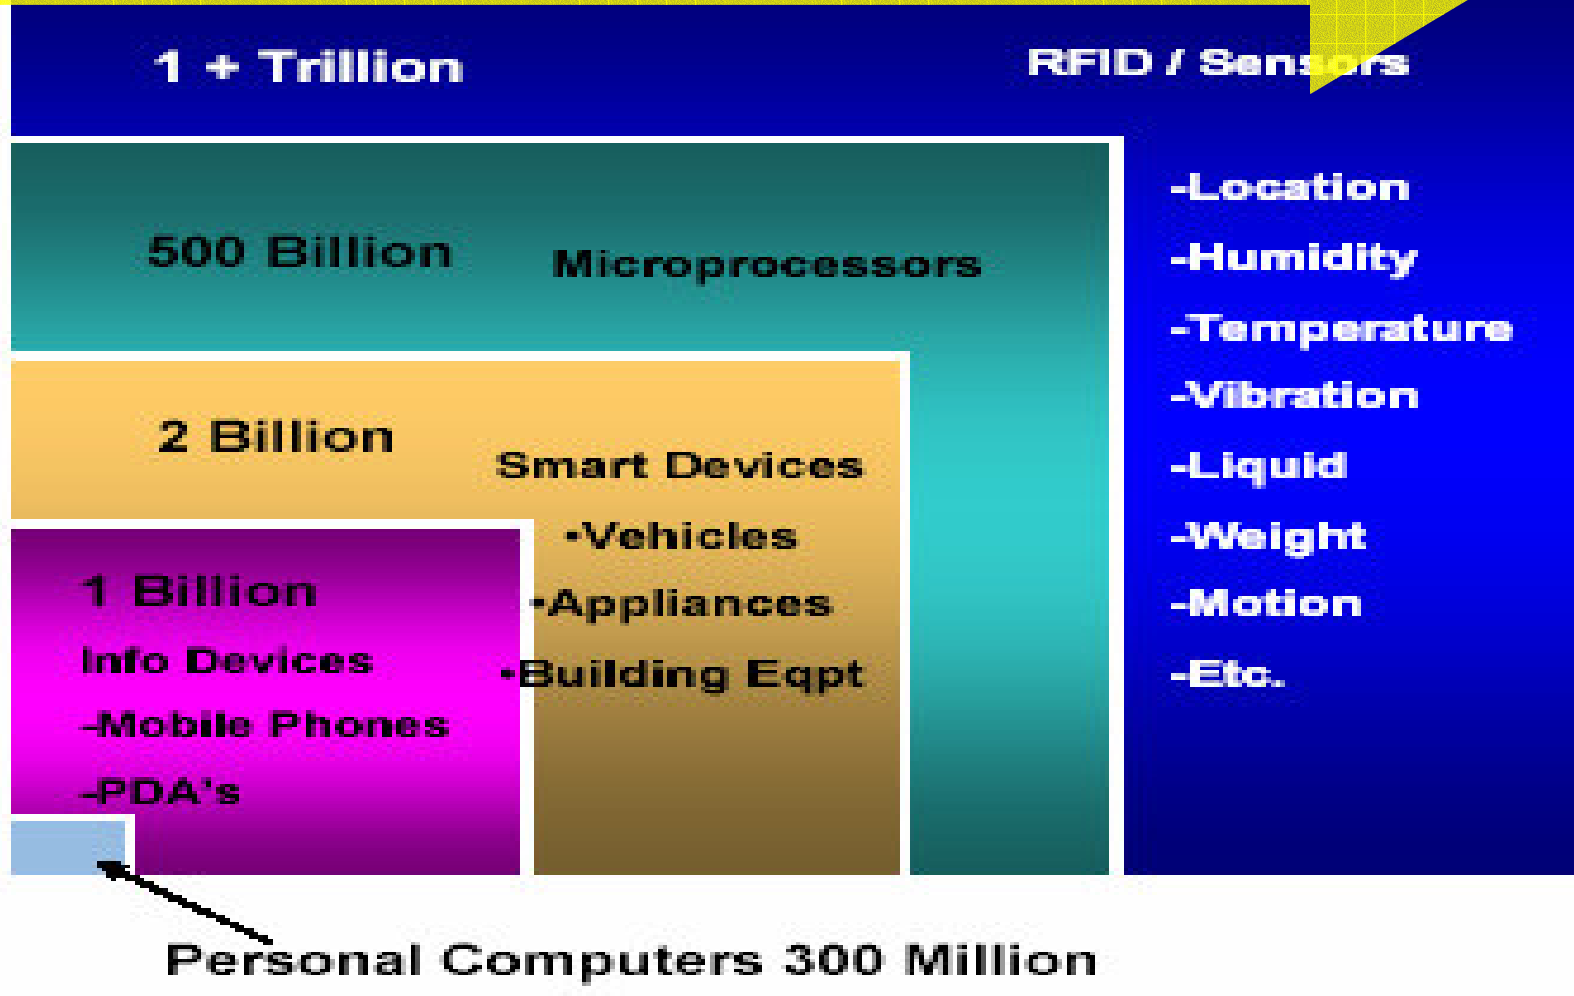 1 + Trillion
RFID / Sensors
-Location
-Humidity
-Temperature
-Vibration
-Liquid
-Weight
-Motion
-Etc.
500 Billion
Microprocessors
2 Billion
Smart Devices
•Vehicles
•Appliances
•Building Eqpt
1 Billion
Info Devices
-Mobile Phones
-PDA's
Personal Computers 300 Million